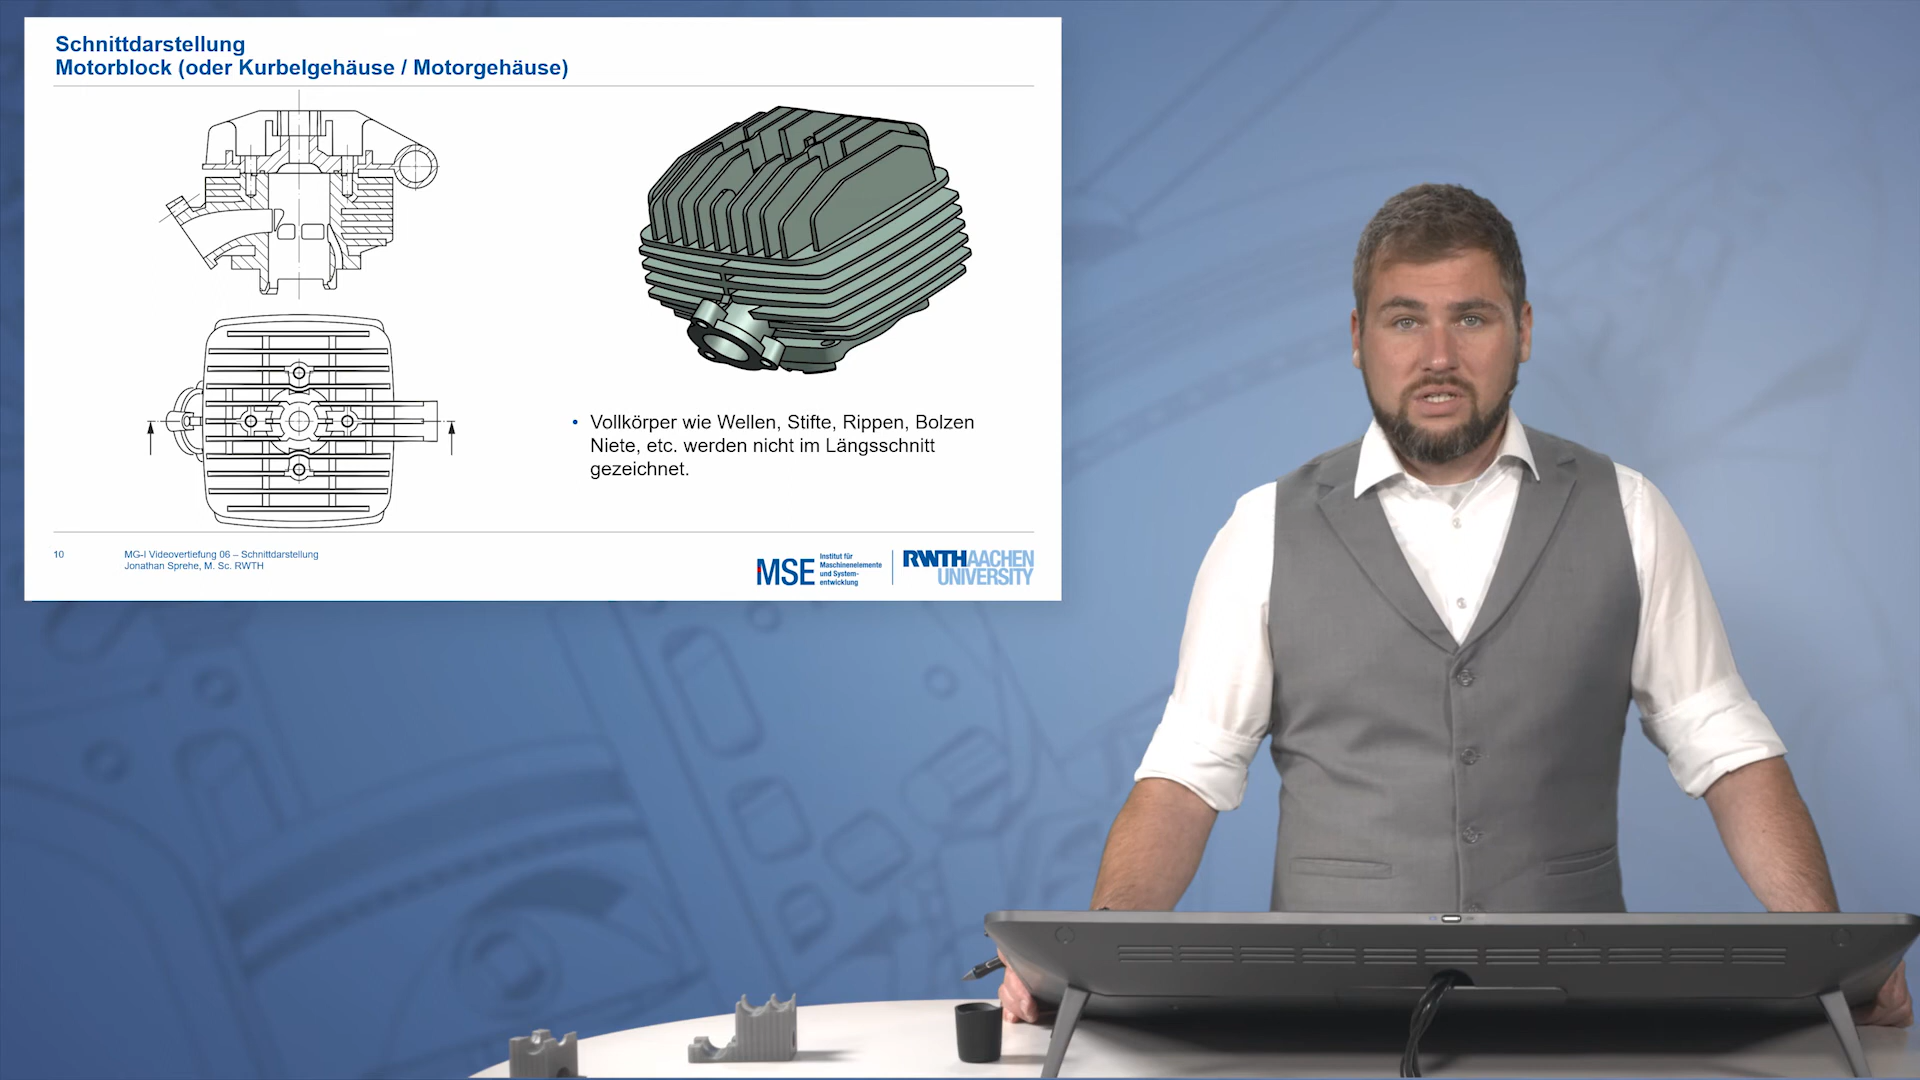 Schnittdarstellung
Motorblock (oder Kurbelgehäuse / Motorgehäuse)
• Vollkörper wie Wellen, Stifte, Rippen, Bolzen
Niete, etc. werden nicht im Längsschnitt
gezeichnet.
10
MG-I Videovertiefung 06 – Schnittdarstellung
Jonathan Sprehe, M. Sc. RWTH
MSE
Institut für
Maschinenelemente
und System-
entwicklung
RWTHAACHEN
UNIVERSITY